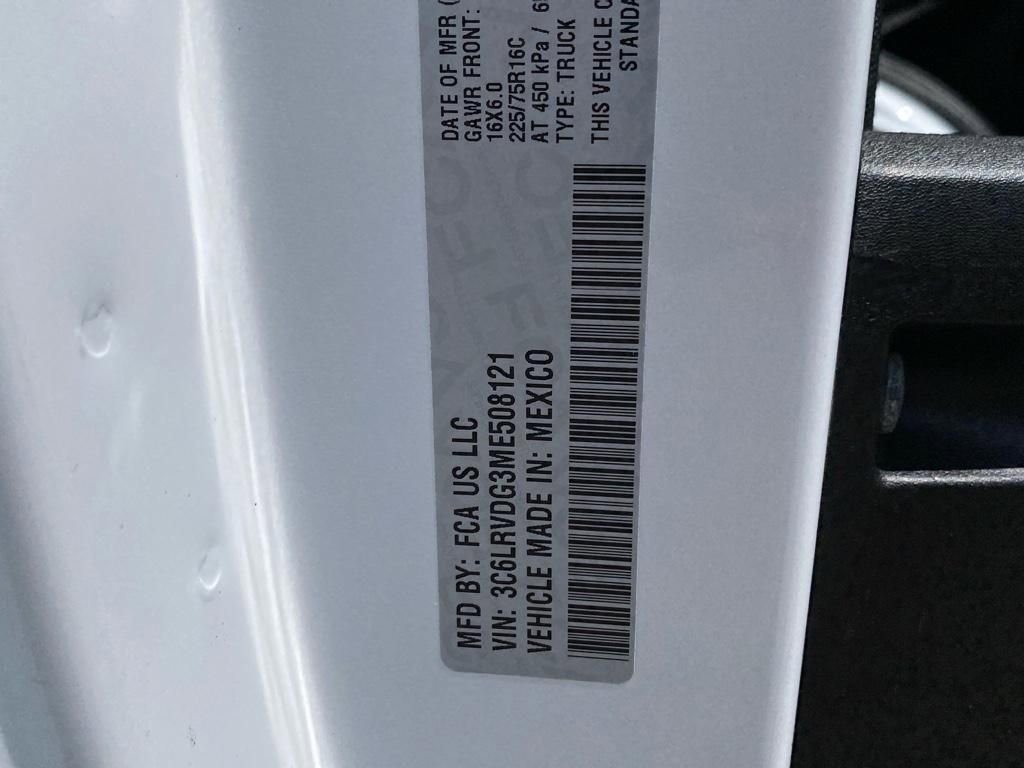 MFD BY: FCA US LLC
VIN: 3C6LRVDG3ME508121
VEHICLE MADE IN: MEXICO
DATE OF MFR (
GAWR FRONT:
16X6.0
225/75R16C
AT 450 kPa /
TYPE: TRUCK
THIS VEHICLE C
STANDA